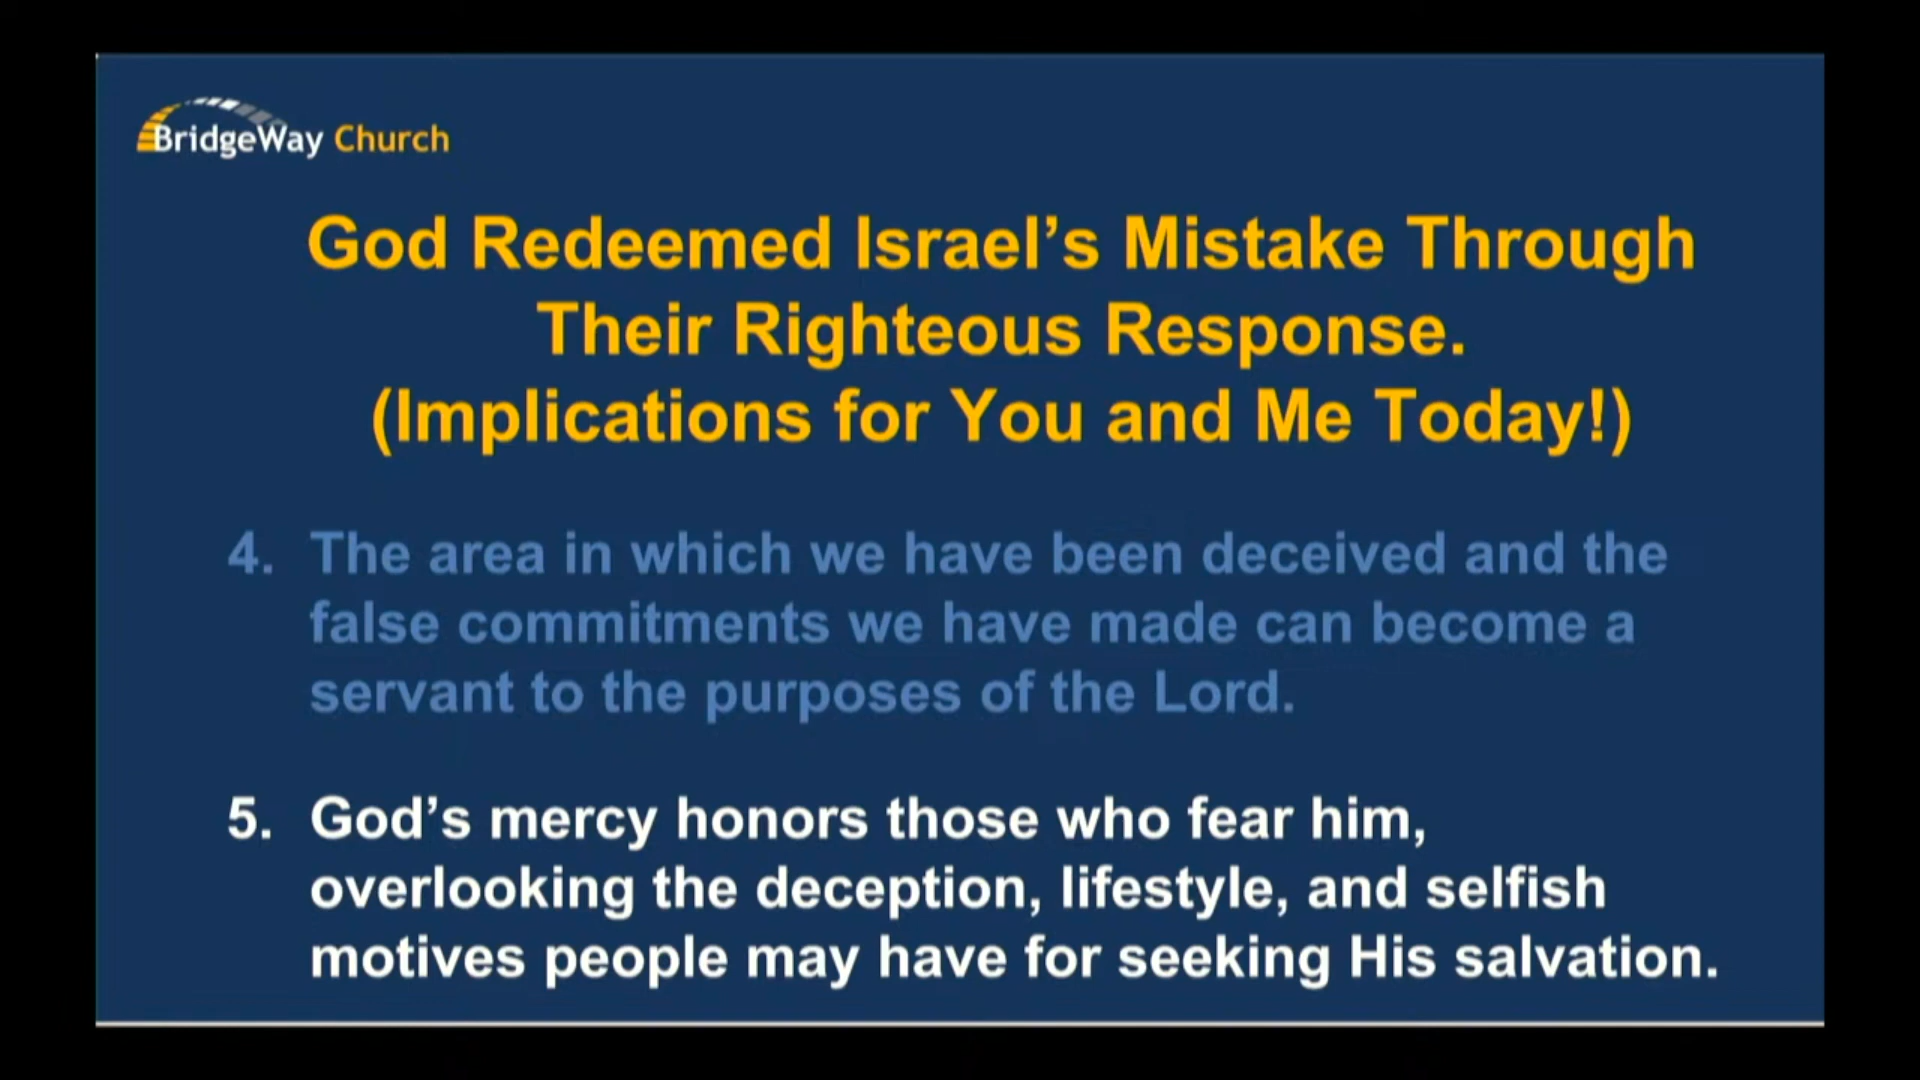 BridgeWay Church
God Redeemed Israel’s Mistake Through
Their Righteous Response.
(Implications for You and Me Today!)
4. The area in which we have been deceived and the
false commitments we have made can become a
servant to the purposes of the Lord.
5. God’s mercy honors those who fear him,
overlooking the deception, lifestyle, and selfish
motives people may have for seeking His salvation.